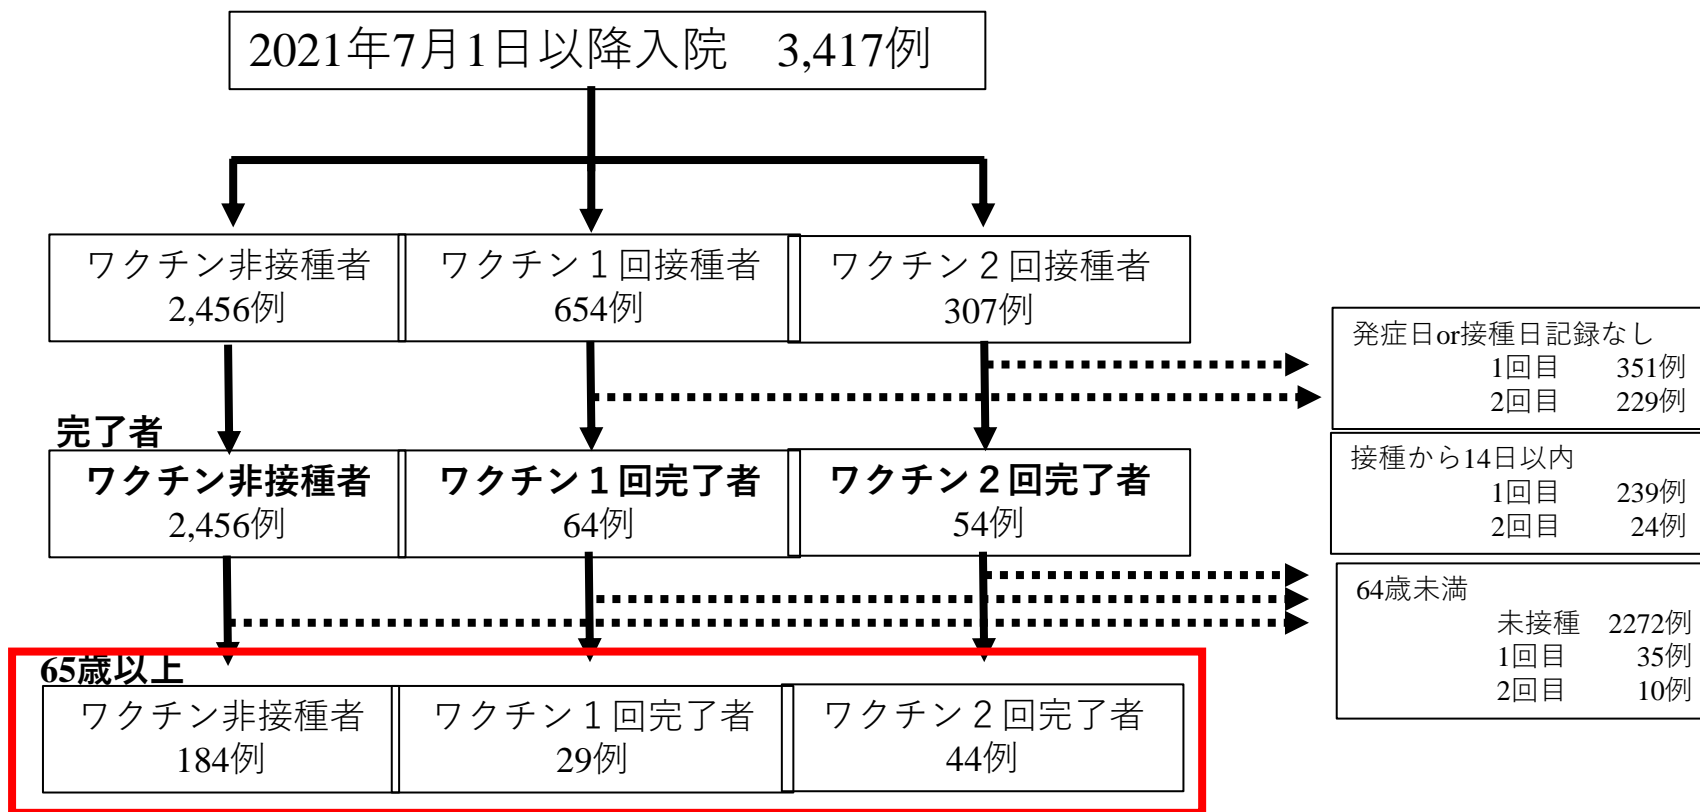 2021年7月1日以降入院　3,417例
ワクチン非接種者
2,456例
ワクチン１回接種者
654例
ワクチン２回接種者
307例
発症日or接種日記録なし
1回目 351例
2回目 229例
完了者
ワクチン非接種者
2,456例
ワクチン１回完了者
64例
ワクチン２回完了者
54例
接種から14日以内
1回目 239例
2回目 24例
64歳未満
未接種 2272例
1回目 35例
2回目 10例
65歳以上
ワクチン非接種者
184例
ワクチン１回完了者
29例
ワクチン２回完了者
44例